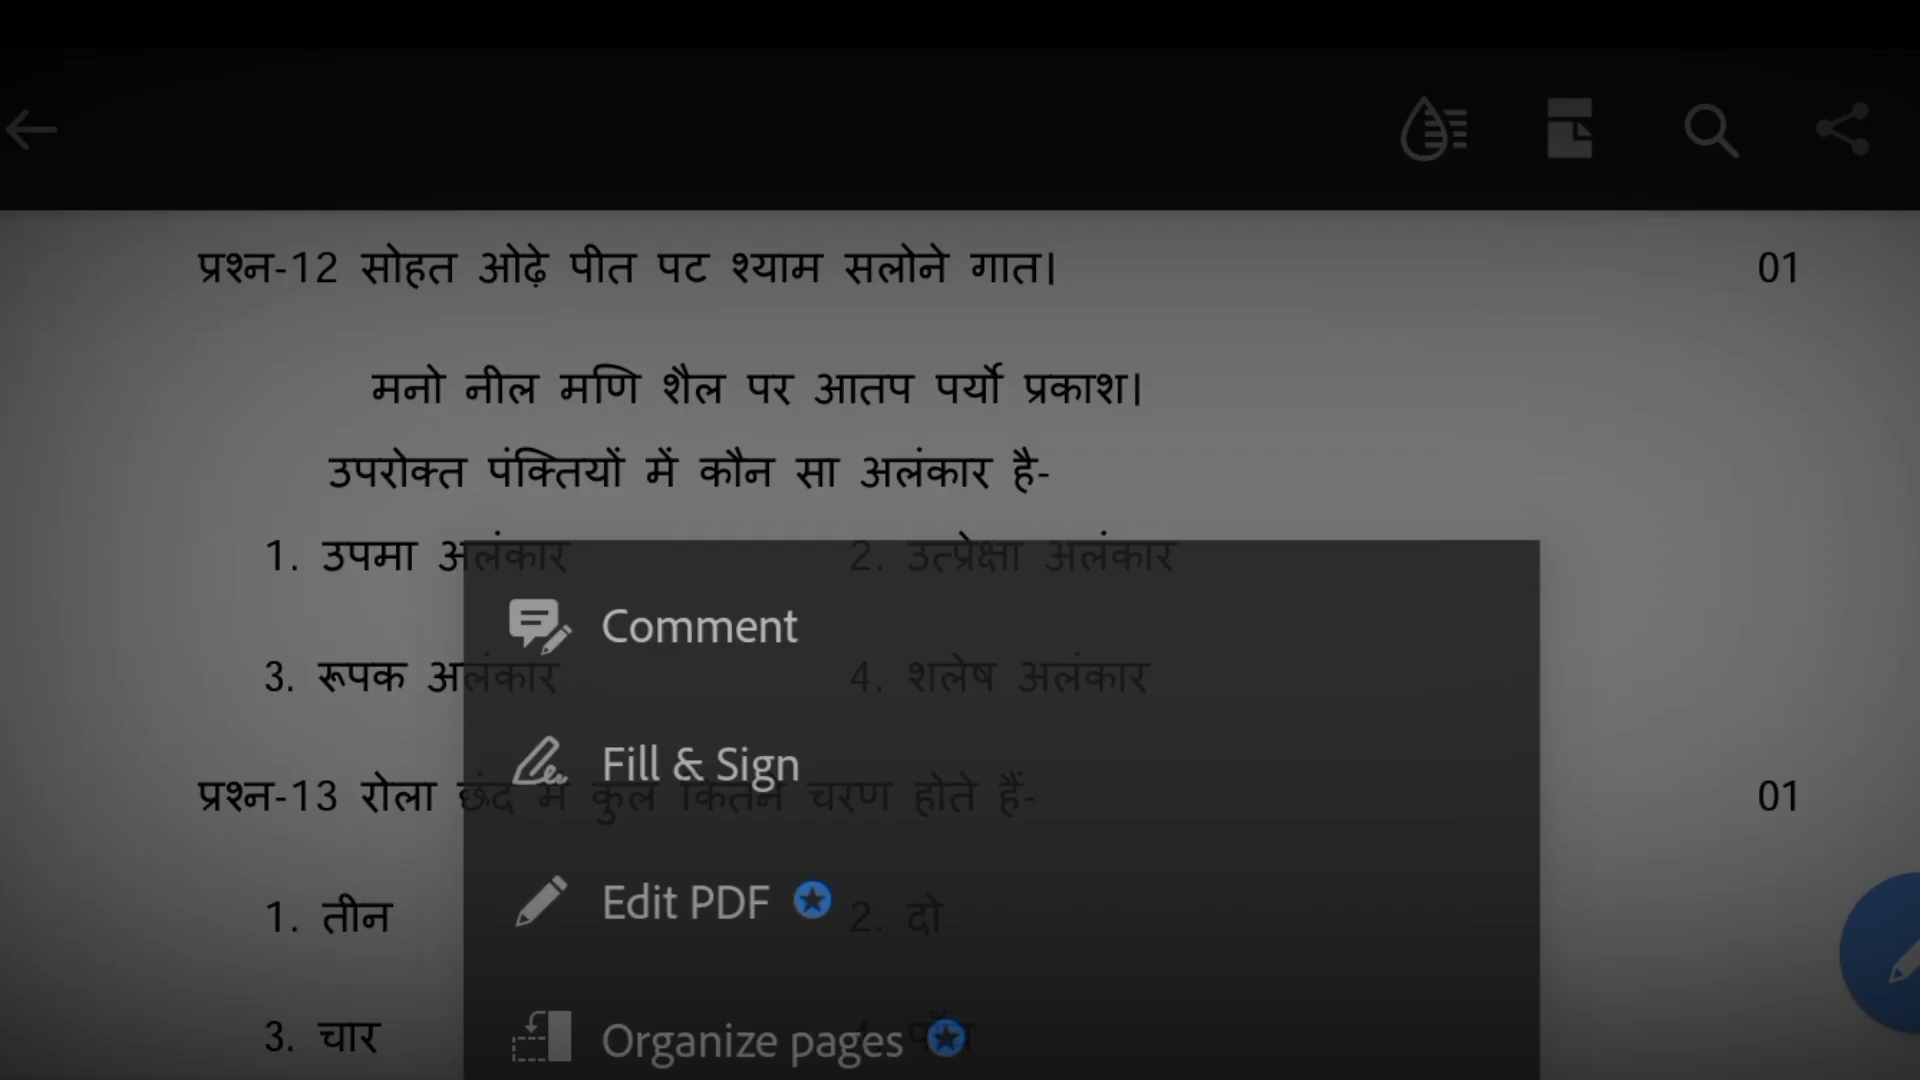 प्रश्न-12 सोहत ओढ़े पीत पट श्याम सलोने गात। 01
मनो नील मणि शैल पर आतप पर्यो प्रकाश।
उपरोक्त पंक्तियों में कौन सा अलंकार है-
1. उपमा अलंकार 2. उत्प्रेक्षा अलंकार
Comment
3. रूपक अलंकार 4. शलेष अलंकार
Fill & Sign
प्रश्न-13 रोला छंद में कुल कितने चरण होते हैं- 01
Edit PDF
1. तीन 2. दो
Organize pages
3. चार